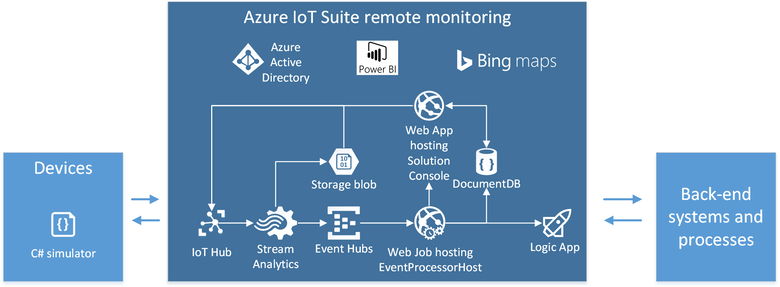 Azure IoT Suite remote monitoring
Azure
Active
Directory
Power BI
Bing maps
Web App
hosting
Solution
Console
10
01
Storage blob
{ }
DocumentDB
Devices
{}
C# simulator
IoT Hub
Stream
Analytics
Event Hubs
Web Job hosting
EventProcessorHost
Logic App
Back-end
systems and
processes